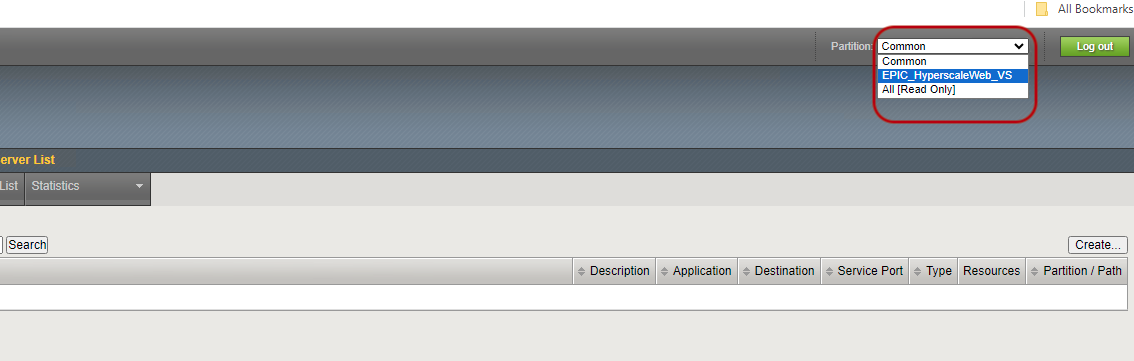 All Bookmarks
Partition: Common
Log out
Common
EPIC_HyperscaleWeb_VS
All [Read Only]
erver List
List
Statistics
Search
Create...
Description
Application
Destination
Service Port
Type
Resources
Partition / Path